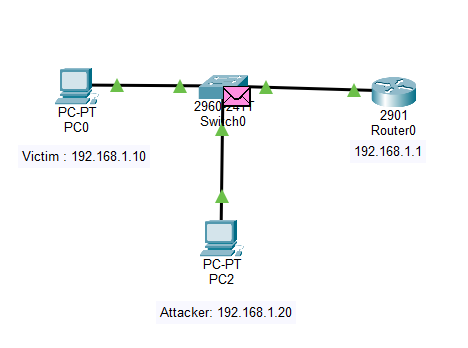 PC-PT
PC0
Victim : 192.168.1.10
2960-24TT
Switch0
2901
Router0
192.168.1.1
PC-PT
PC2
Attacker: 192.168.1.20